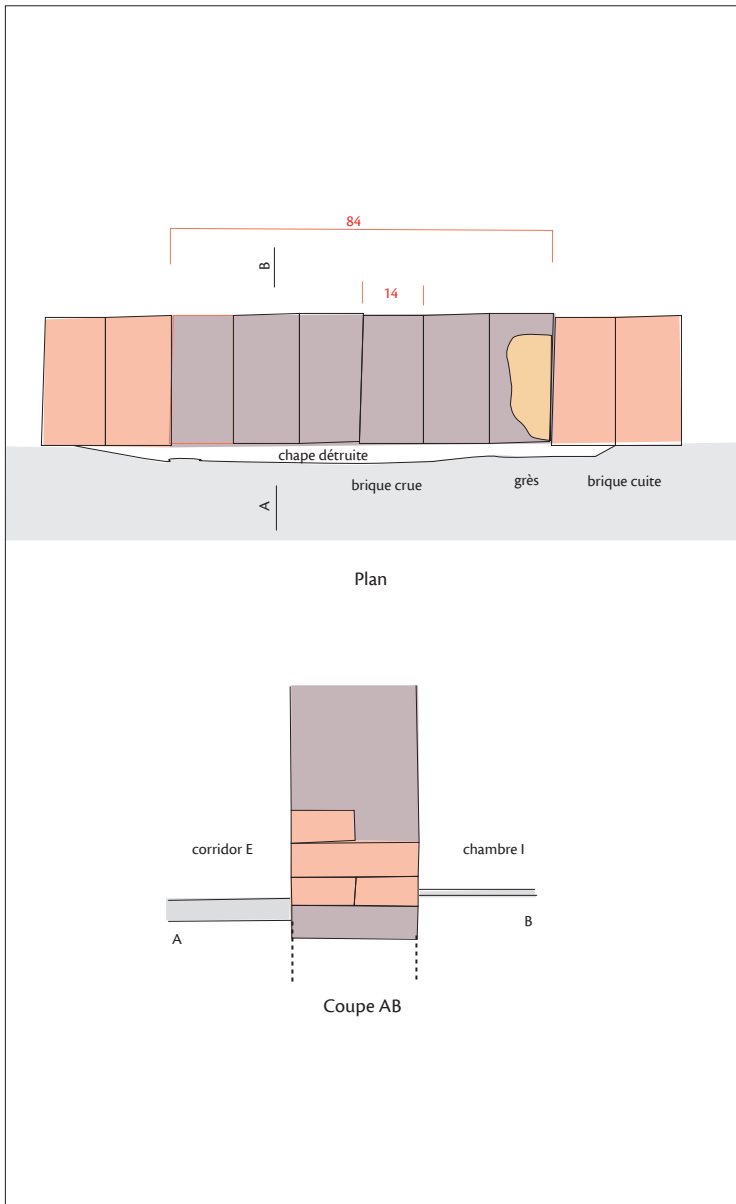 84
B
14
chape détruite
brique crue
grès
brique cuite
A
Plan
corridor E
chambre I
A
B
Coupe AB